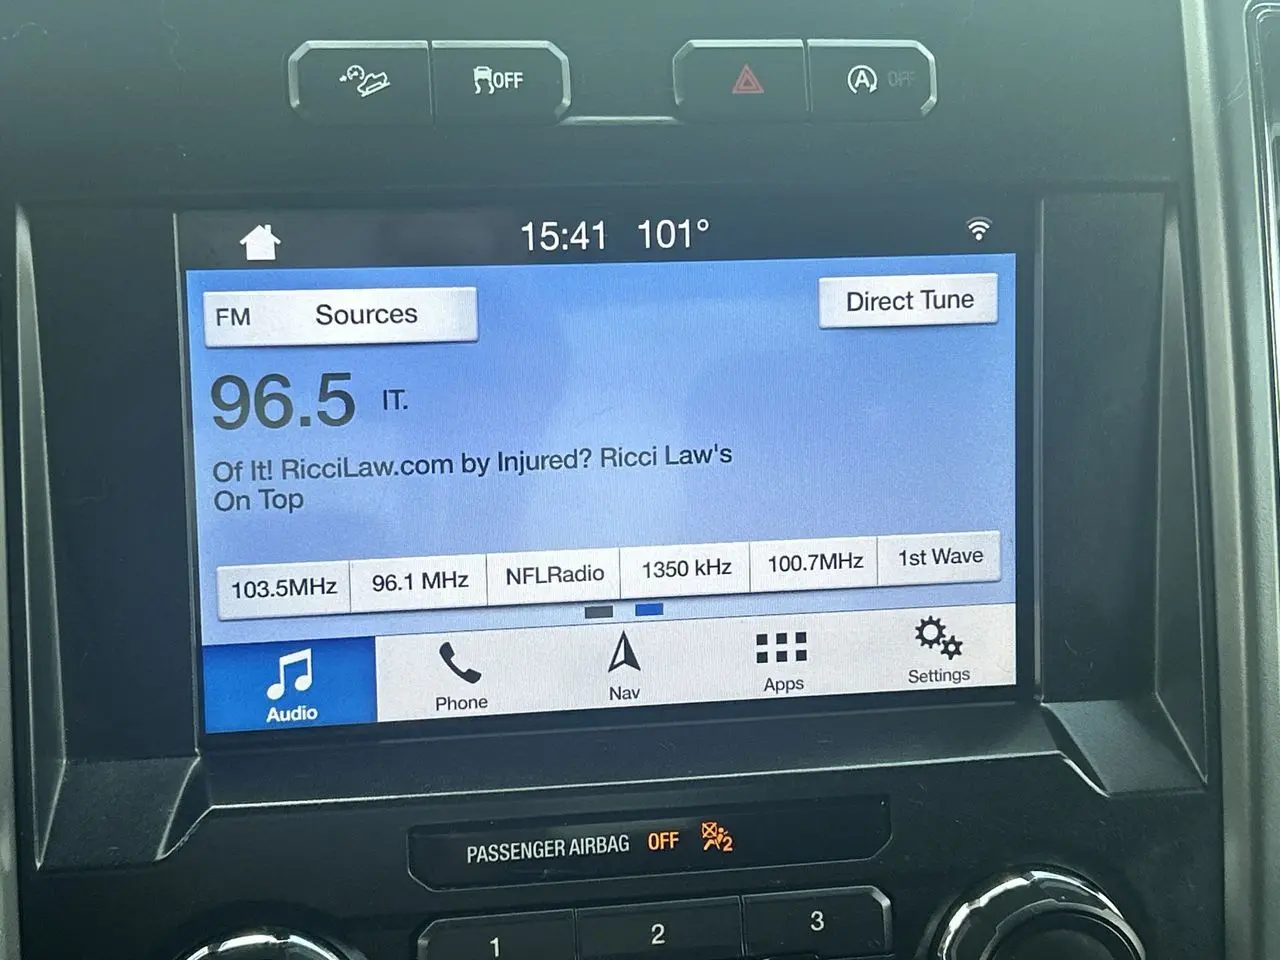 OFF
A OFF
15:41 101°
FM Sources
Direct Tune
96.5 IT.
Of It! RicciLaw.com by Injured? Ricci Law's
On Top
103.5MHz 96.1 MHz NFLRadio 1350 kHz 100.7MHz 1st Wave
Audio Phone Nav Apps Settings
PASSENGER AIRBAG OFF 2
1 2 3